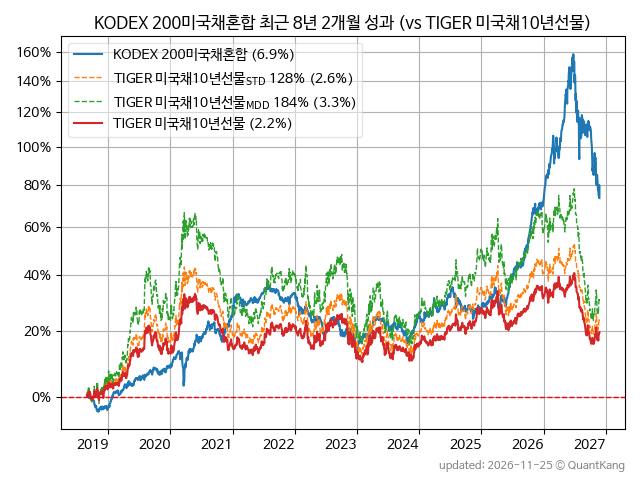 KODEX 200미국채혼합 최근 8년 2개월 성과 (vs TIGER 미국채10년선물)
160%
140%
120%
100%
80%
60%
40%
20%
0%
KODEX 200미국채혼합 (6.9%)
TIGER 미국채10년선물STD 128% (2.6%)
TIGER 미국채10년선물MDD 184% (3.3%)
TIGER 미국채10년선물 (2.2%)
2019 2020 2021 2022 2023 2024 2025 2026 2027
updated: 2026-11-25 © QuantKang